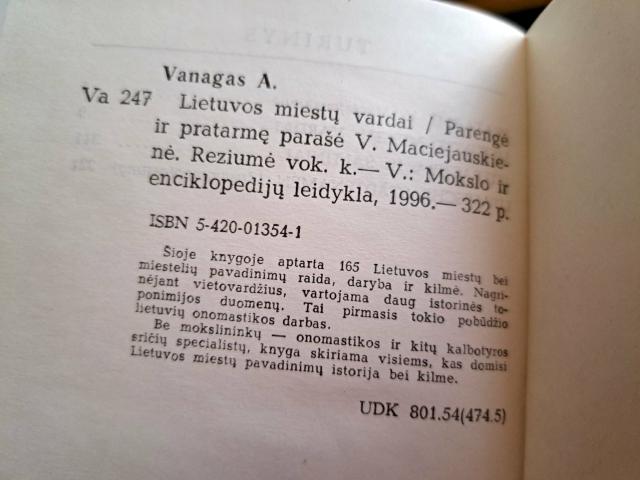 Vanagas A.
Va 247 Lietuvos miestų vardai / Parengė
ir pratarmę parašė V. Maciejauskie-
nė. Reziumė vok. k.— V.: Mokslo ir
enciklopedijų leidykla, 1996.— 322 p.
ISBN 5-420-01354-1
Šioje knygoje aptarta 165 Lietuvos miestų bei
miestelių pavadinimų raida, daryba ir kilmė. Nagri-
nėjant vietovardžius, vartojama daug istorinės to-
ponimijos duomenų. Tai pirmasis tokio pobūdžio
lietuvių onomastikos darbas.
Be mokslininkų — onomastikos ir kitų kalbotyros
sričių specialistų, knyga skiriama visiems, kas domisi
Lietuvos miestų pavadinimų istorija bei kilme.
UDK 801.54(474.5)